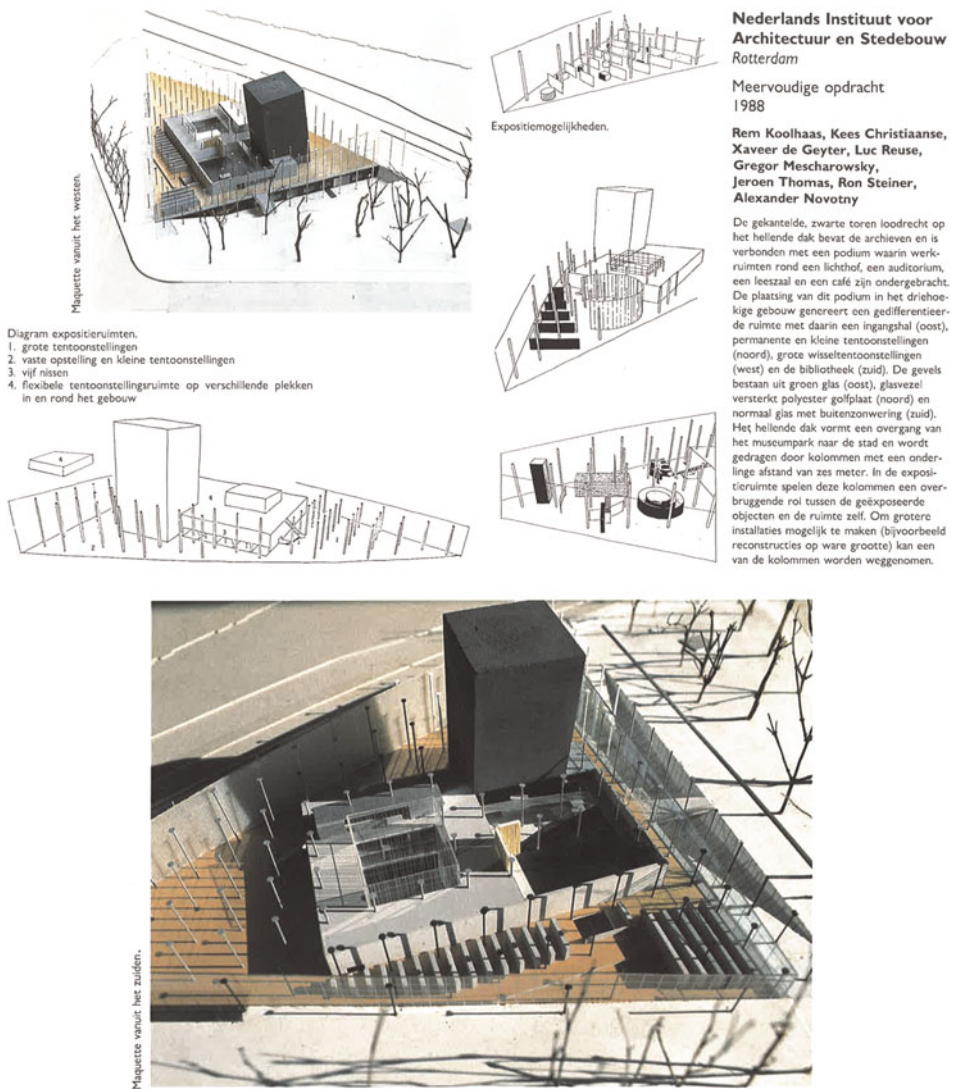 Maquette vanuit het westen.
Expositiemogelijkheden.
Diagram expositieruimten.
1. grote tentoonstellingen
2. vaste opstelling en kleine tentoonstellingen
3. vijf nissen
4. flexibele tentoonstellingsruimte op verschillende plekken
in en rond het gebouw
Nederlands Instituut voor
Architectuur en Stedebouw
Rotterdam
Meervoudige opdracht
1988
Rem Koolhaas, Kees Christiaanse,
Xaveer de Geyter, Luc Reuse,
Gregor Mescharowsky,
Jeroen Thomas, Ron Steiner,
Alexander Novotny
De gekantelde, zwarte toren loodrecht op
het hellende dak bevat de archieven en is
verbonden met een podium waarin werk-
ruimten rond een lichthof, een auditorium,
een leeszaal en een café zijn ondergebracht.
De plaatsing van dit podium in het driehoe-
kige gebouw genereert een gedifferentieer-
de ruimte met daarin een ingangshal (oost),
permanente en kleine tentoonstellingen
(noord), grote wisseltentoonstellingen
(west) en de bibliotheek (zuid). De gevels
bestaan uit groen glas (oost), glasvezel
versterkt polyester golfplaat (noord) en
normaal glas met buitenzonwering (zuid).
Het hellende dak vormt een overgang van
het museumpark naar de stad en wordt
gedragen door kolommen met een onder-
linge afstand van zes meter. In de exposi-
tieruimte spelen deze kolommen een over-
bruggende rol tussen de geëxposeerde
objecten en de ruimte zelf. Om grotere
installaties mogelijk te maken (bijvoorbeeld
reconstructies op ware grootte) kan een
van de kolommen worden weggenomen.
Maquette vanuit het zuiden.